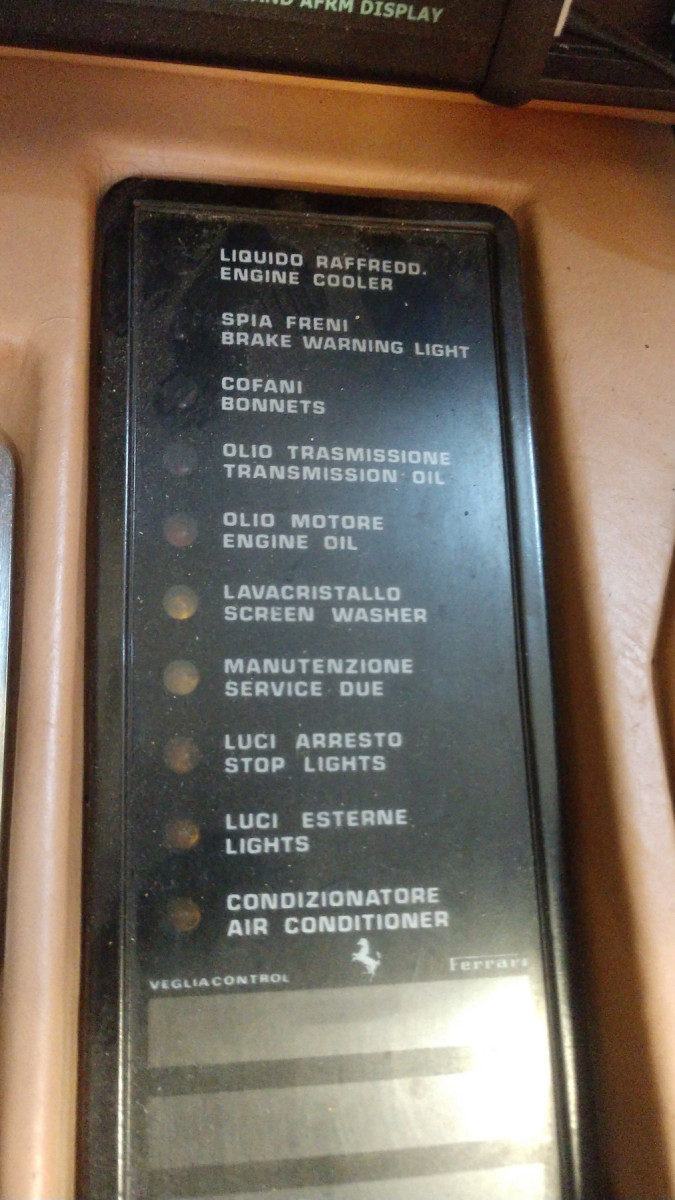 AND AFRM DISPLAY
LIQUIDO RAFFREDD.
ENGINE COOLER
SPIA FRENI
BRAKE WARNING LIGHT
COFANI
BONNETS
OLIO TRASMISSIONE
TRANSMISSION OIL
OLIO MOTORE
ENGINE OIL
LAVACRISTALLO
SCREEN WASHER
MANUTENZIONE
SERVICE DUE
LUCI ARRESTO
STOP LIGHTS
LUCI ESTERNE
LIGHTS
CONDIZIONATORE
AIR CONDITIONER
VEGLIACONTROL
Ferrari